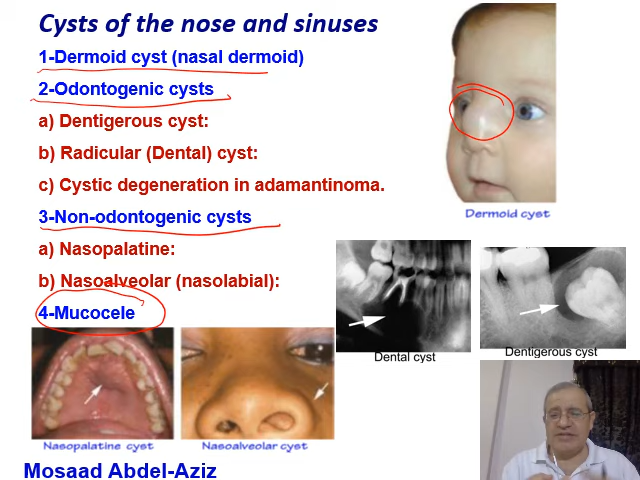 Cysts of the nose and sinuses
1-Dermoid cyst (nasal dermoid)
2-Odontogenic cysts
a) Dentigerous cyst:
b) Radicular (Dental) cyst:
c) Cystic degeneration in adamantinoma.
3-Non-odontogenic cysts
a) Nasopalatine:
b) Nasoalveolar (nasolabial):
4-Mucocele
Dermoid cyst
Dental cyst
Dentigerous cyst
Nasopalatine cyst
Nasoalveolar cyst
Mosaad Abdel-Aziz